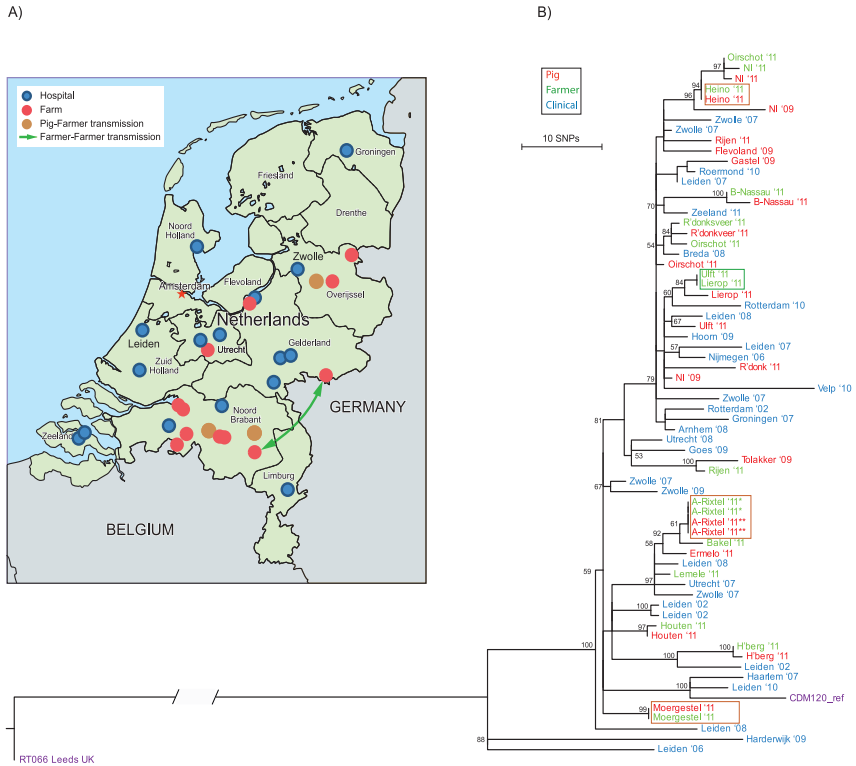 A)
B)
Hospital
Farm
Pig-Farmer transmission
Farmer-Farmer transmission
Groningen
Friesland
Drenthe
Noord
Holland
Zwolle
Flevoland
Amsterdam
Overijssel
Netherlands
Leiden
Utrecht
Gelderland
Zuid
Holland
GERMANY
Noord
Brabant
Zeeland
Limburg
BELGIUM
Pig
Farmer
Clinical
10 SNPs
Oirschot '11
97
NI '11
NI '11
94
Heino '11
96
Heino '11
NI '09
Zwolle '07
Zwolle '07
Rijen '11
Flevoland '09
Gastel '09
Roermond '10
Leiden '07
100
B-Nassau '11
B-Nassau '11
70
Zeeland '11
R'donksveer '11
84
R'donkveer '11
54
Oirschot '11
Breda '08
Oirschot '11
Ulft '11
84
Lierop '11
60
Lierop '11
Rotterdam '10
Leiden '08
67
Ulft '11
Hoorn '09
57
Leiden '07
Nijmegen '06
R'donk '11
79
NI '09
Velp '10
Zwolle '07
Rotterdam '02
81
Groningen '07
Arnhem '08
Utrecht '08
Goes '09
53
100
Tolakker '09
Rijen '11
67
Zwolle '07
Zwolle '09
A-Rixtel '11*
A-Rixtel '11*
61
A-Rixtel '11**
92
A-Rixtel '11**
58
Bakel '11
Ermelo '11
Leiden '08
59
Lemele '11
97
Utrecht '07
Zwolle '07
100
Leiden '02
Leiden '02
97
Houten '11
Houten '11
100
100
H'berg '11
100
H'berg '11
Leiden '02
Haarlem '07
100
Leiden '10
CDM120_ref
99
Moergestel '11
Moergestel '11
Leiden '08
88
Harderwijk '09
Leiden '06
RT066 Leeds UK